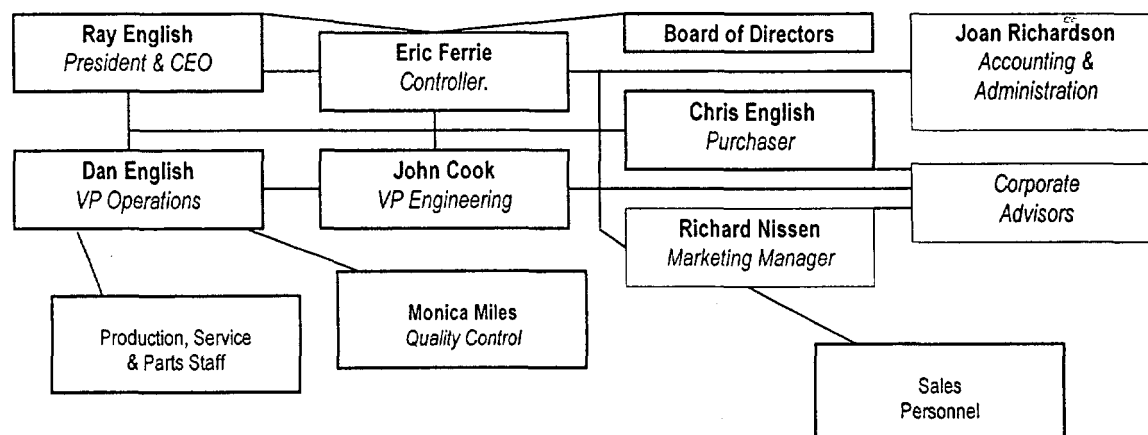 Ray English
President & CEO
Eric Ferrie
Controller.
Board of Directors
Joan Richardson
Accounting &
Administration
Chris English
Purchaser
Dan English
VP Operations
John Cook
VP Engineering
Corporate
Advisors
Richard Nissen
Marketing Manager
Production, Service
& Parts Staff
Monica Miles
Quality Control
Sales
Personnel